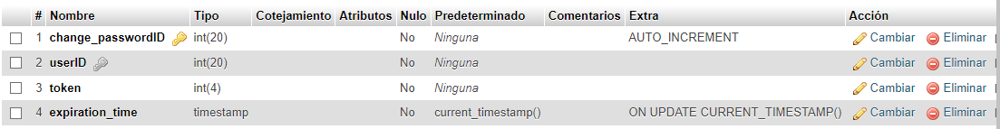 # Nombre Tipo Cotejamiento Atributos Nulo Predeterminado Comentarios Extra Acción
1 change_passwordID int(20) No Ninguna AUTO_INCREMENT Cambiar Eliminar
2 userID int(20) No Ninguna Cambiar Eliminar
3 token int(4) No Ninguna Cambiar Eliminar
4 expiration_time timestamp No current_timestamp() ON UPDATE CURRENT_TIMESTAMP() Cambiar Eliminar